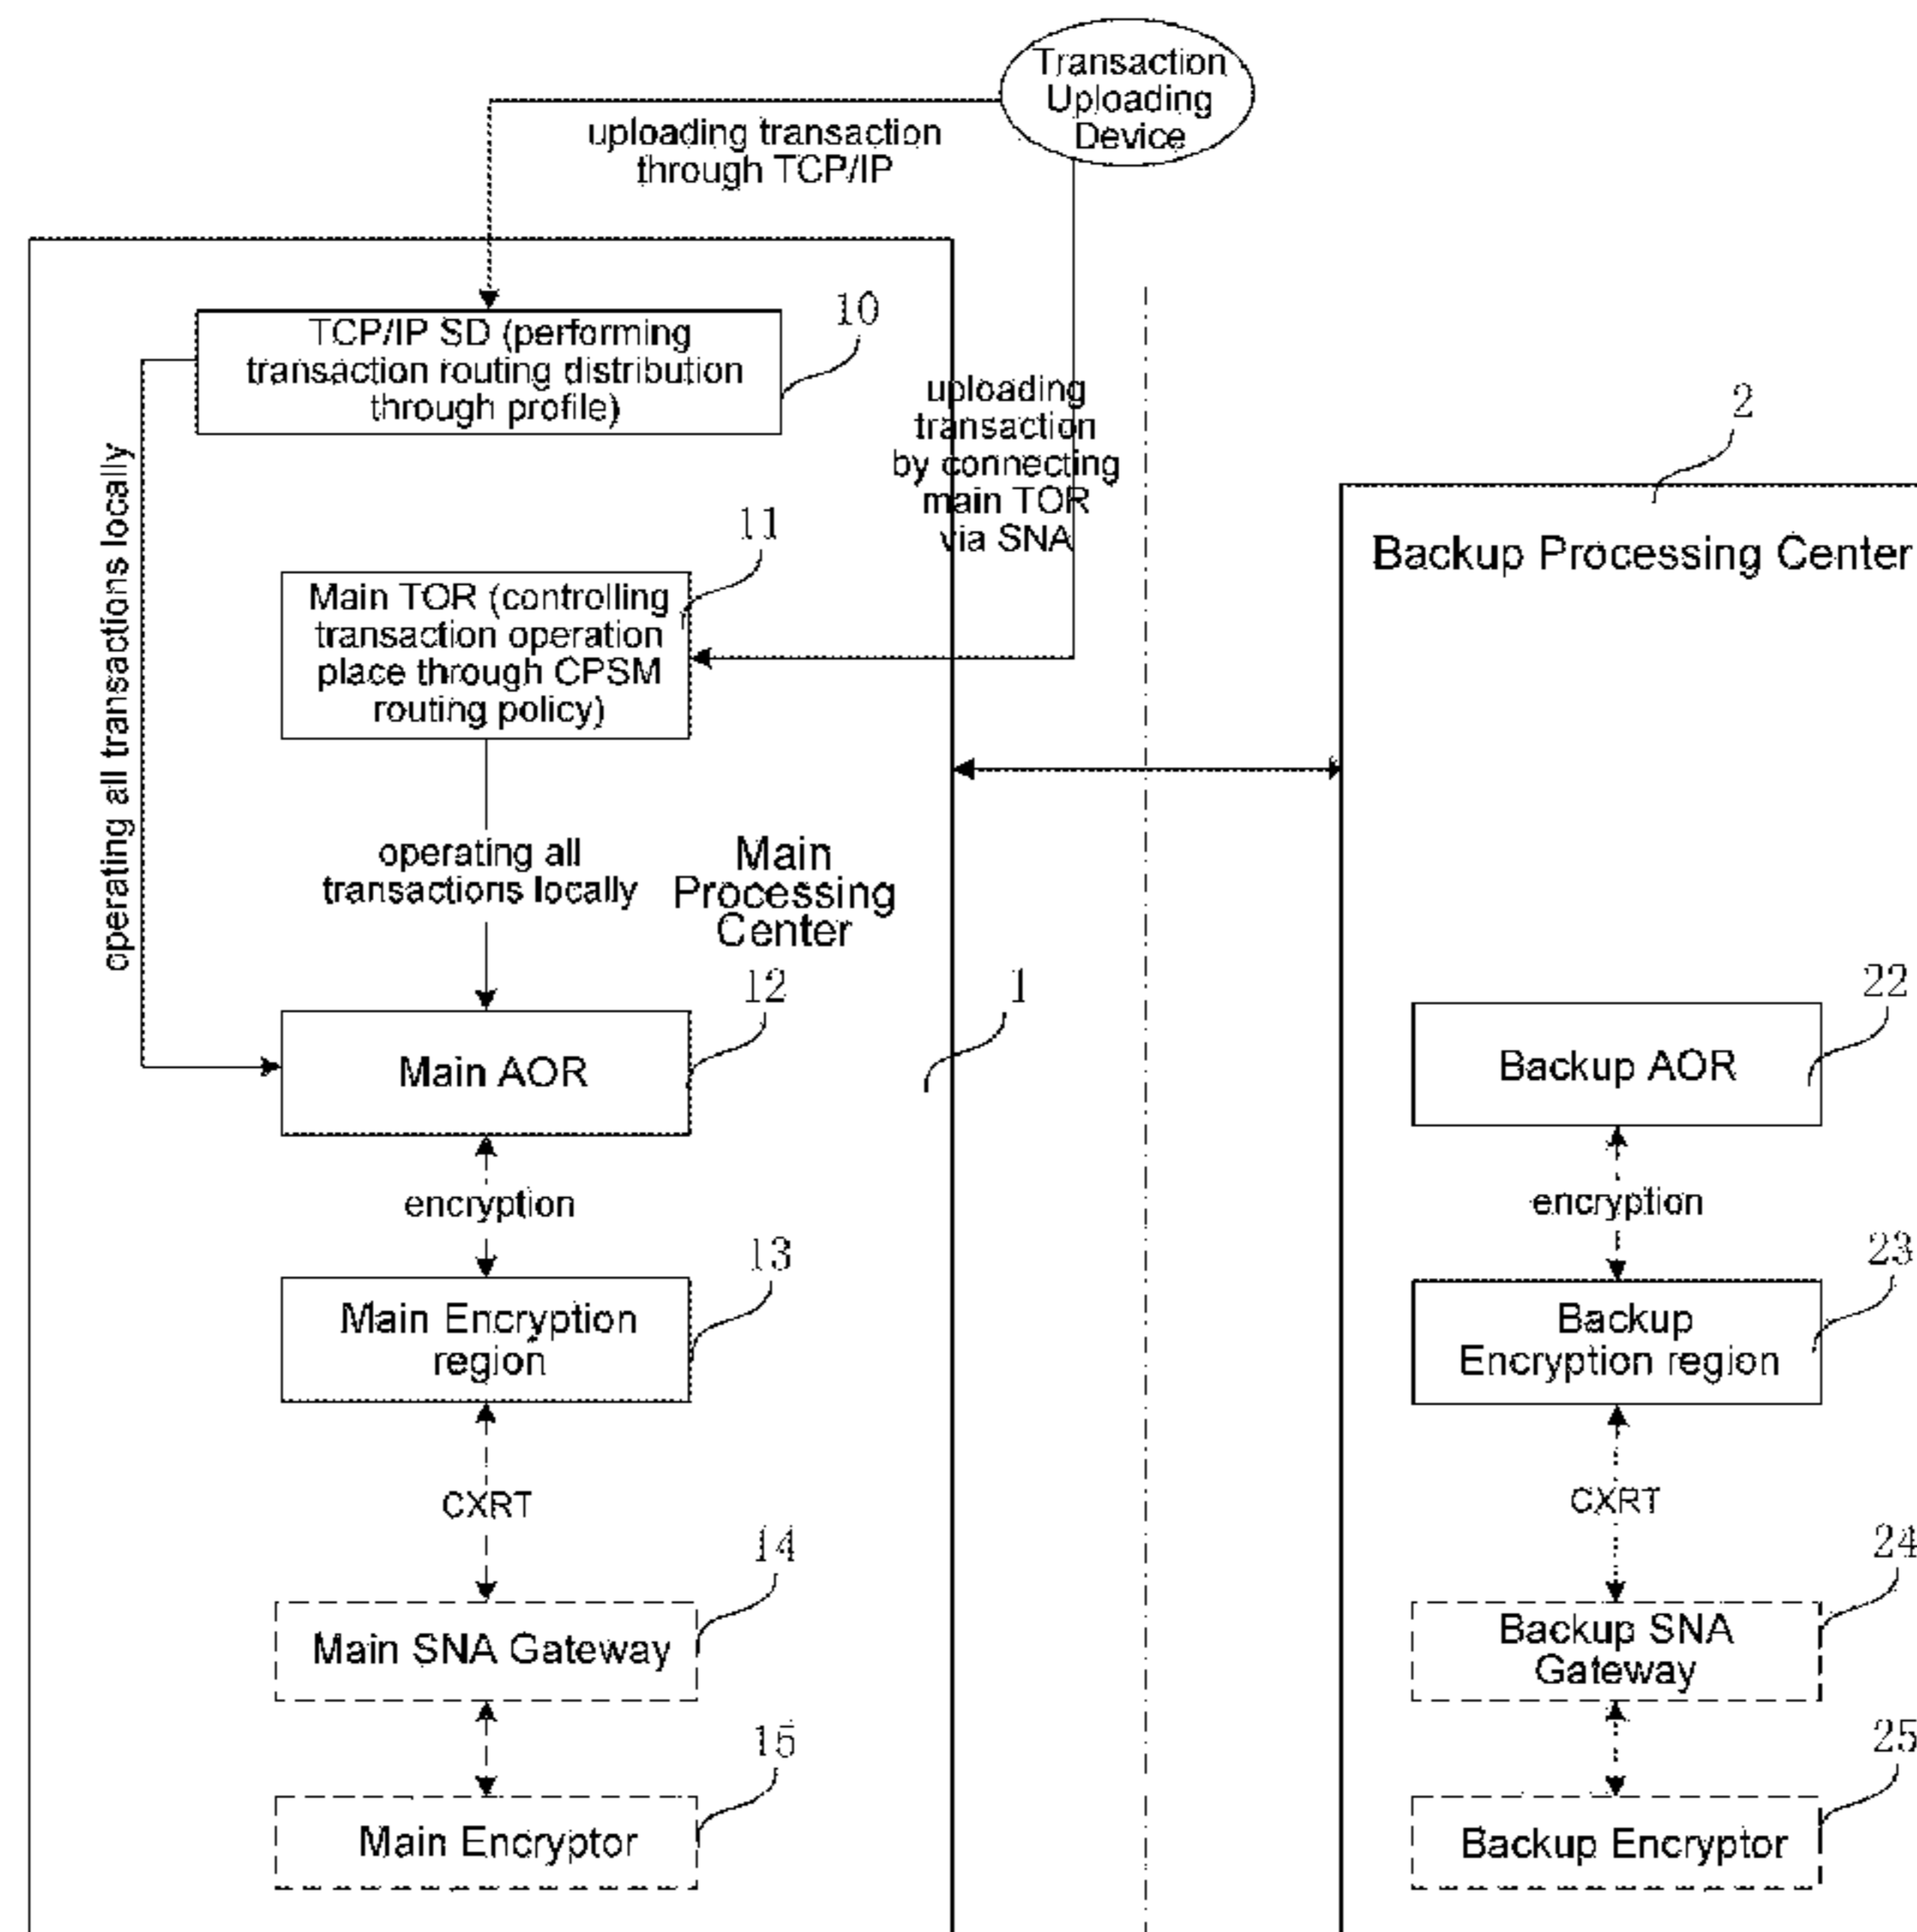 Transaction
Uploading
Device
uploading transaction
through TCP/IP
10
TCP/IP SD (performing
transaction routing distribution
through profile)
uploading
transaction
by connecting
main TOR
via SNA
2
Backup Processing Center
operating all transactions locally
11
Main TOR (controlling
transaction operation
place through CPSM
routing policy)
operating all
transactions locally
Main
Processing
Center
12
1
22
Main AOR
Backup AOR
encryption
encryption
13
23
Main Encryption
region
Backup
Encryption region
CXRT
CXRT
14
24
Main SNA Gateway
Backup SNA
Gateway
15
25
Main Encryptor
Backup Encryptor